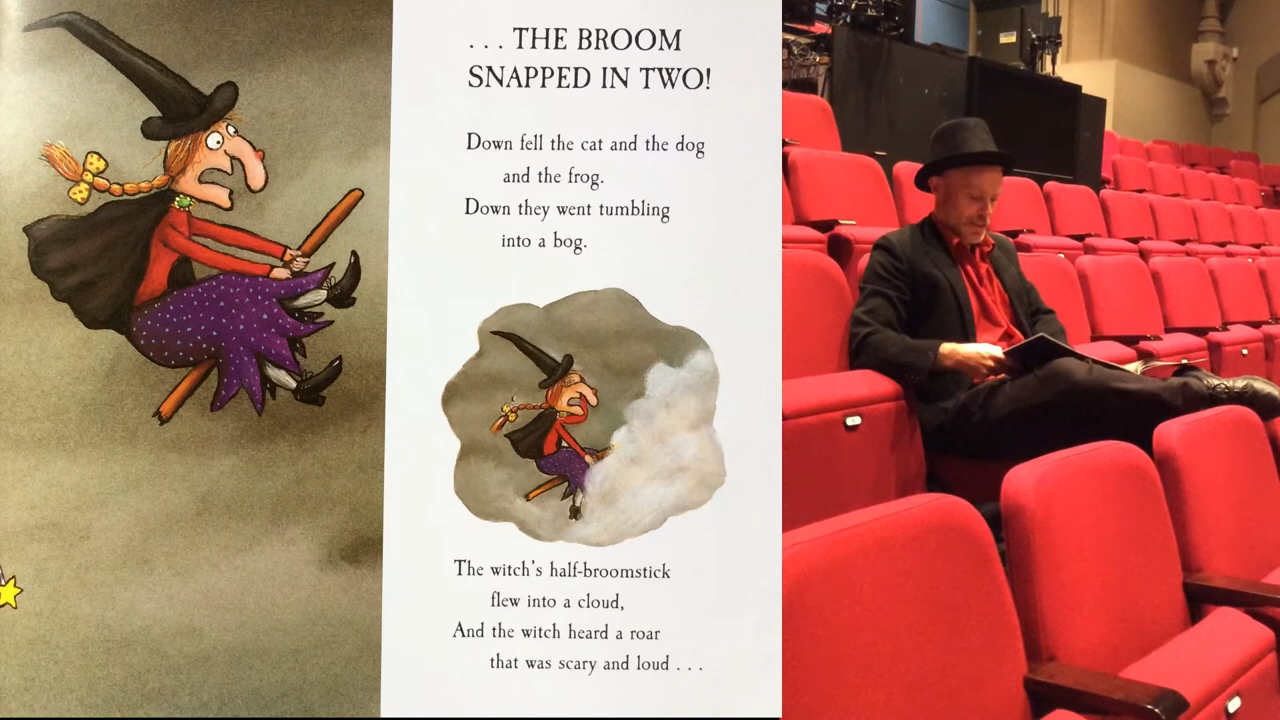 . . . THE BROOM
SNAPPED IN TWO!
Down fell the cat and the dog
and the frog.
Down they went tumbling
into a bog.
The witch's half-broomstick
flew into a cloud,
And the witch heard a roar
that was scary and loud . . .